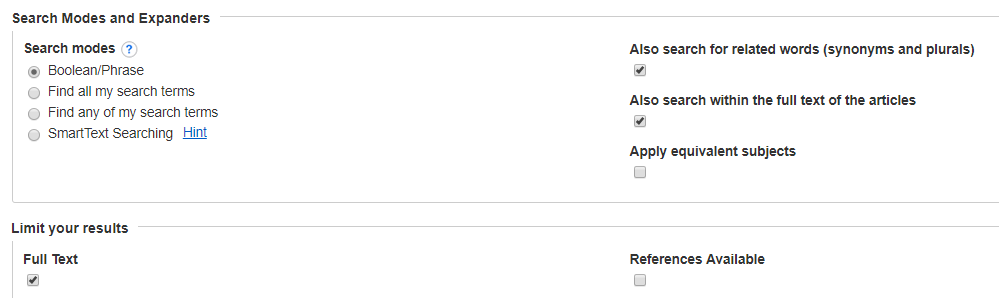 Search Modes and Expanders
Search modes ?
Boolean/Phrase
Find all my search terms
Find any of my search terms
SmartText Searching Hint
Also search for related words (synonyms and plurals)
Also search within the full text of the articles
Apply equivalent subjects
Limit your results
Full Text
References Available